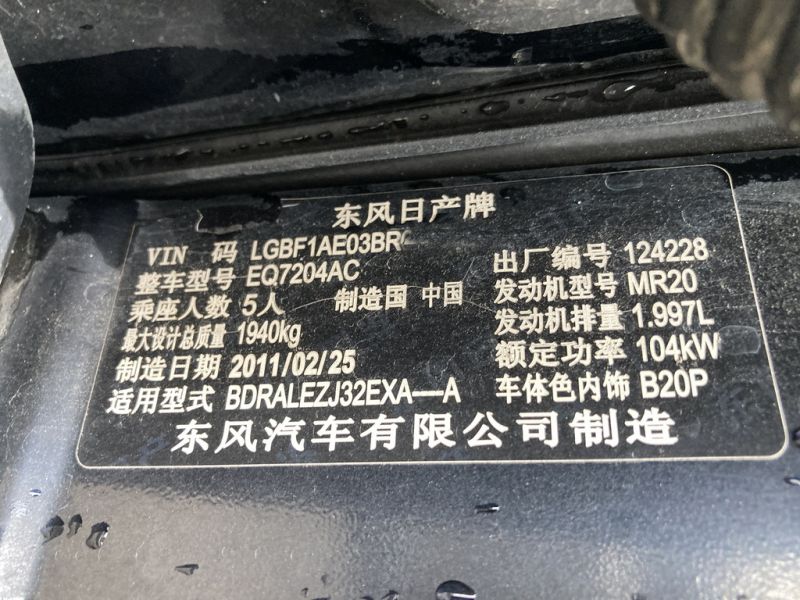 东风日产牌
VIN 码 LGBF1AE03BR
整车型号 EQ7204AC
乘座人数 5人 制造国 中国
最大设计总质量 1940kg
制造日期 2011/02/25
适用型式 BDRALEZJ32EXA—A
出厂编号 124228
发动机型号 MR20
发动机排量 1.997L
额定功率 104kW
车体色内饰 B20P
东风汽车有限公司制造